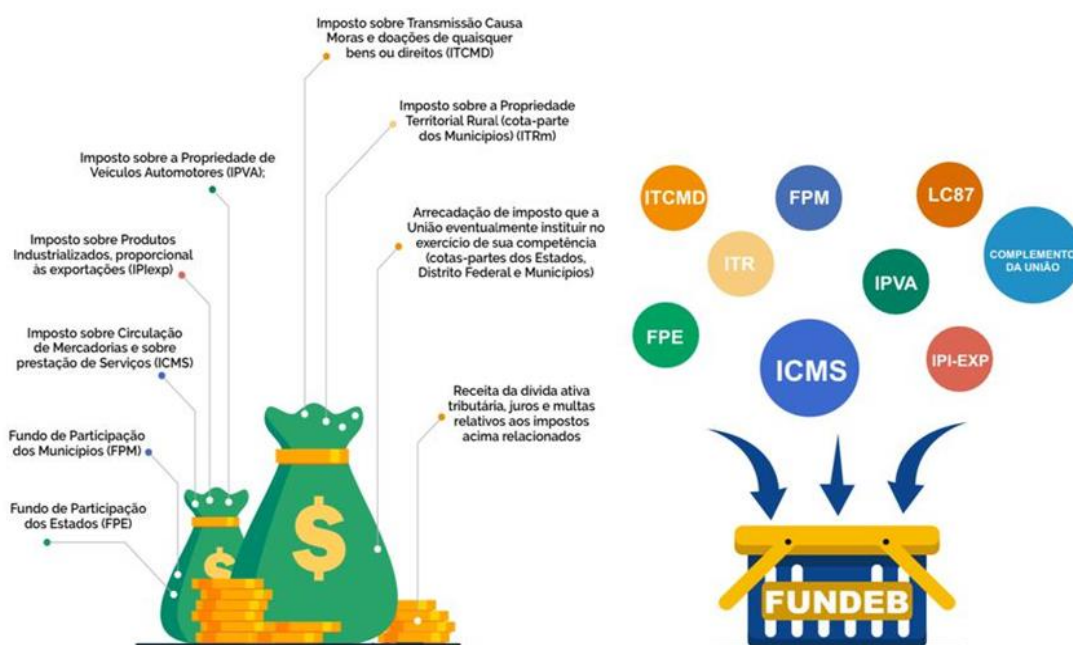 Imposto sobre Transmissão Causa
Moras e doações de quaisquer
bens ou direitos (ITCMD)
Imposto sobre a Propriedade
Territorial Rural (cota-parte
dos Municípios) (ITRm)
Imposto sobre a Propriedade de
Veículos Automotores (IPVA);
Arrecadação de imposto que a
União eventualmente instituir no
exercício de sua competência
(cotas-partes dos Estados,
Distrito Federal e Municípios)
Imposto sobre Produtos
Industrializados, proporcional
às exportações (IPIexp)
Imposto sobre Circulação
de Mercadorias e sobre
prestação de Serviços (ICMS)
Receita da dívida ativa
tributária, juros e multas
relativos aos impostos
acima relacionados
Fundo de Participação
dos Municípios (FPM)
Fundo de Participação
dos Estados (FPE)
$
$
ITCMD
FPM
LC87
ITR
IPVA
COMPLEMENTO
DA UNIÃO
FPE
ICMS
IPI-EXP
FUNDEB